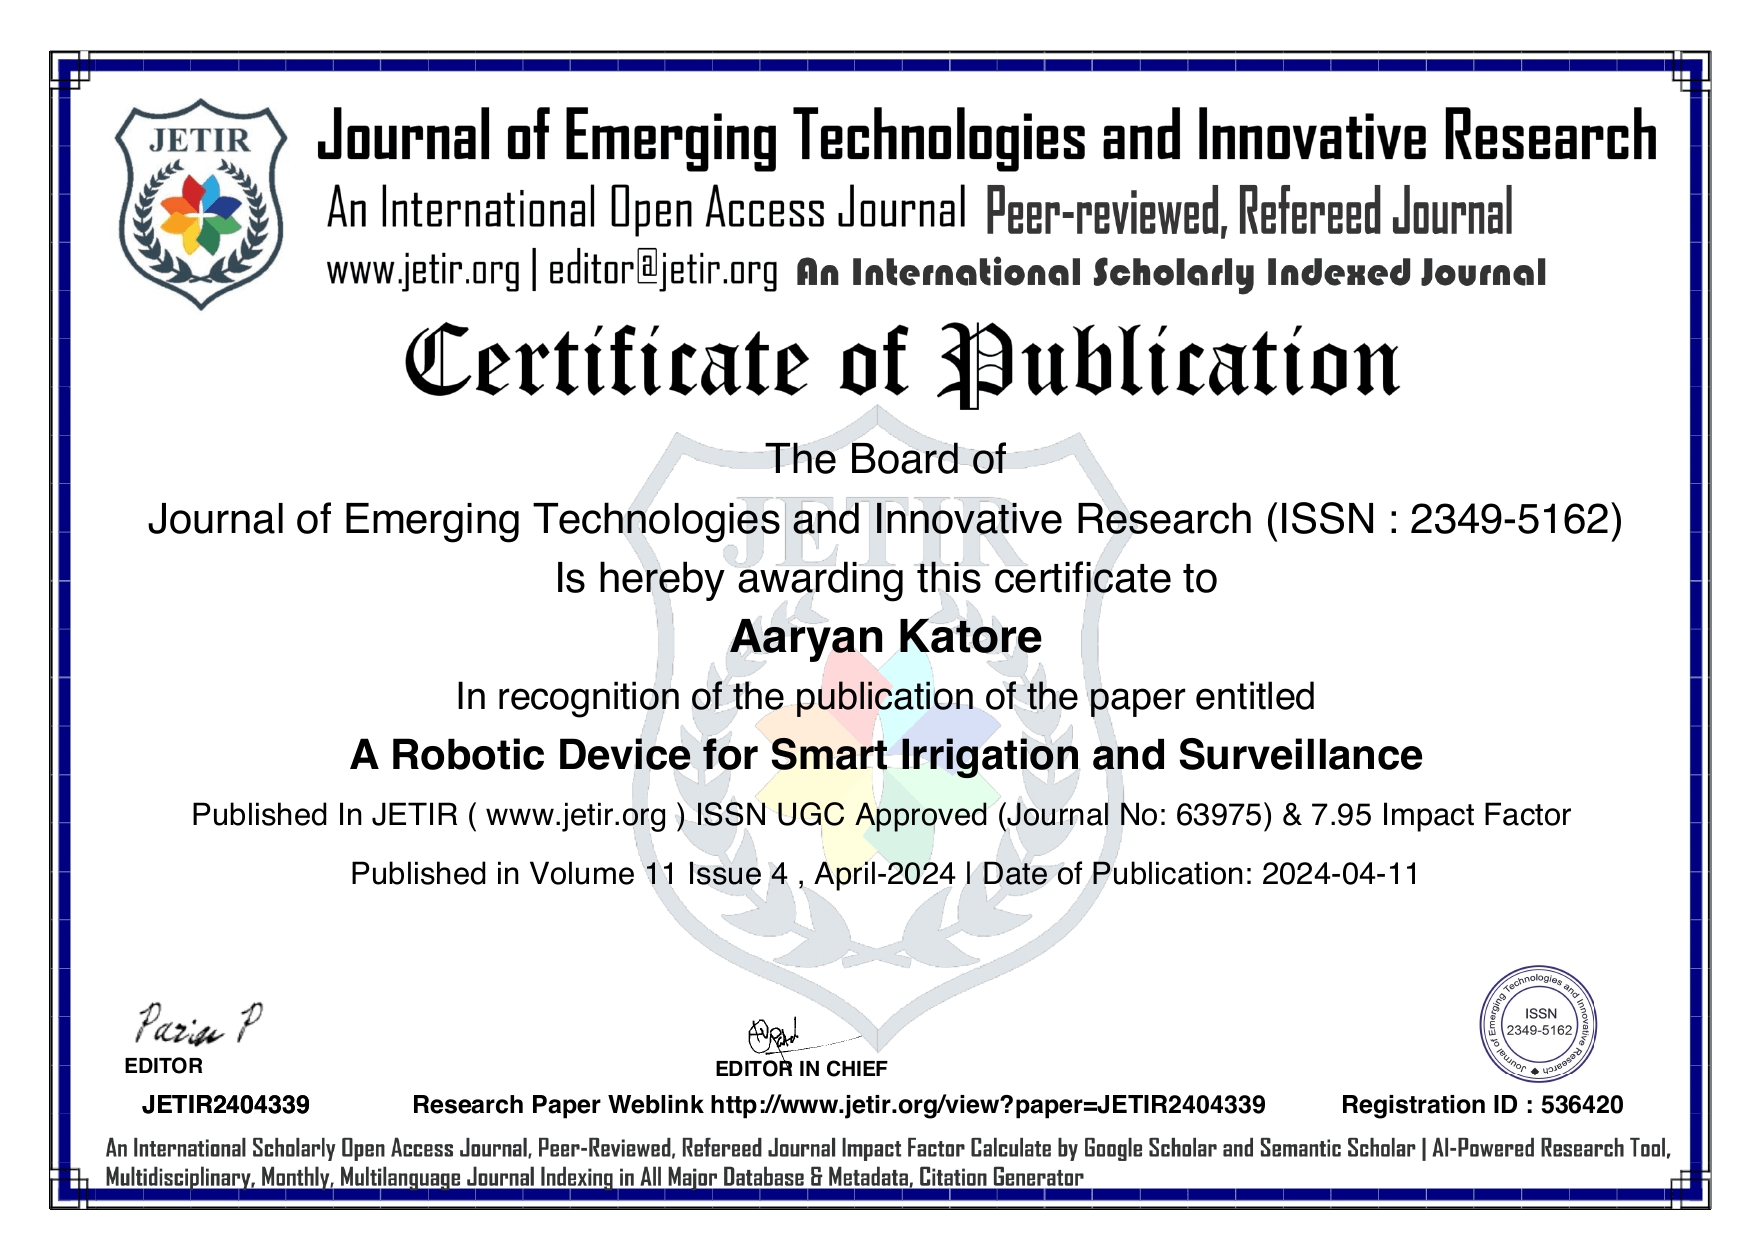 JETIR
Journal of Emerging Technologies and Innovative Research
An International Open Access Journal Peer-reviewed, Refereed Journal
www.jetir.org | editor@jetir.org An International Scholarly Indexed Journal
Certificate of Publication
JETIR
The Board of
Journal of Emerging Technologies and Innovative Research (ISSN : 2349-5162)
Is hereby awarding this certificate to
Aaryan Katore
In recognition of the publication of the paper entitled
A Robotic Device for Smart Irrigation and Surveillance
Published In JETIR ( www.jetir.org ) ISSN UGC Approved (Journal No: 63975) & 7.95 Impact Factor
Published in Volume 11 Issue 4 , April-2024 | Date of Publication: 2024-04-11
Parin P
EDITOR
EDITOR IN CHIEF
Journal of Emerging Technologies and Innovative Research
ISSN
2349-5162
JETIR2404339 Research Paper Weblink http://www.jetir.org/view?paper=JETIR2404339 Registration ID : 536420
An International Scholarly Open Access Journal, Peer-Reviewed, Refereed Journal Impact Factor Calculate by Google Scholar and Semantic Scholar | AI-Powered Research Tool,
Multidisciplinary, Monthly, Multilanguage Journal Indexing in All Major Database & Metadata, Citation Generator